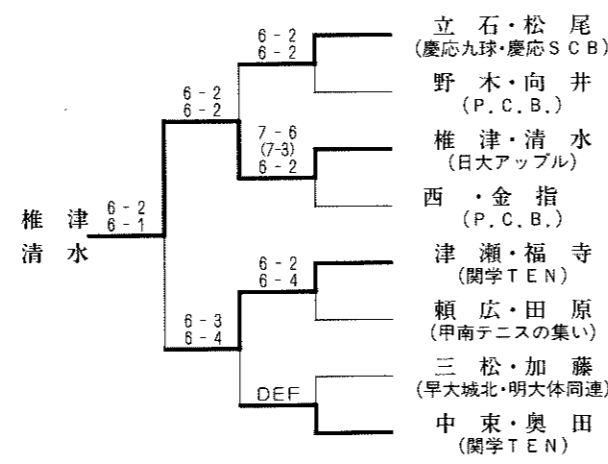 立 石・松 尾
(慶応九球・慶応SCB)
6-2
6-2
野 木・向 井
(P.C.B.)
6-2
6-2
7-6
(7-3)
6-2
椎 津・清 水
(日大アップル)
西 ・金 指
(P.C.B.)
椎 津
清 水
6-2
6-1
津 瀬・福 寺
(関学TEN)
6-2
6-4
頼 広・田 原
(甲南テニスの集い)
6-3
6-4
三 松・加 藤
(早大城北・明大体同連)
DEF
中 束・奥 田
(関学TEN)